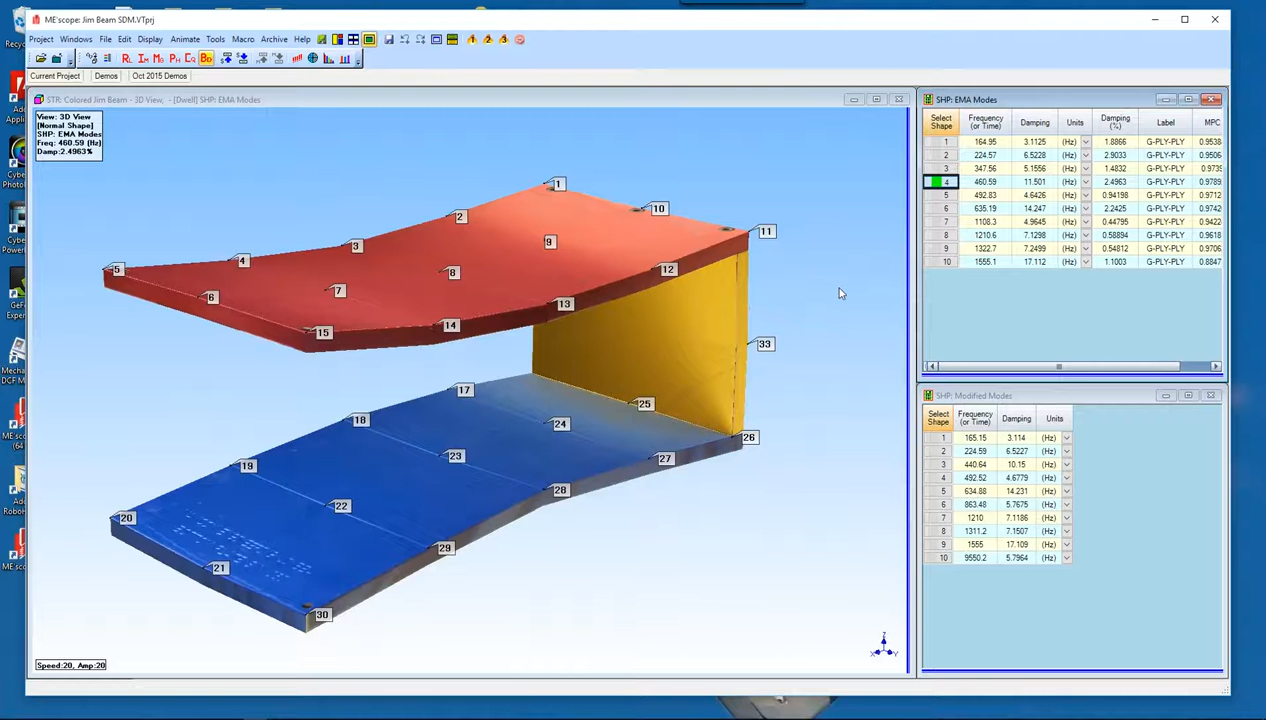 ME'scope: Jim Beam SDM.VTprj
Project Windows File Edit Display Animate Tools Macro Archive Help
Current Project Demos Oct 2015 Demos
STR: Colored Jim Beam - 3D View, - [Dwell] SHP: EMA Modes
View: 3D View
[Normal Shape]
SHP: EMA Modes
Freq: 460.59 (Hz)
Damp:2.4963%
1
10
2
11
3
9
4
12
5
8
6
7
13
15
14
33
17
25
18
24
26
19
23
27
20
22
28
21
29
30
Speed:20, Amp:20
SHP: EMA Modes
Select Shape Frequency (or Time) Damping Units Damping (%) Label MPC
1 164.95 3.1125 (Hz) 1.8866 G-PLY-PLY 0.9538
2 224.57 6.5228 (Hz) 2.9033 G-PLY-PLY 0.9506
3 347.56 5.1556 (Hz) 1.4832 G-PLY-PLY 0.9739
4 460.59 11.501 (Hz) 2.4963 G-PLY-PLY 0.9789
5 492.83 4.6426 (Hz) 0.94198 G-PLY-PLY 0.9712
6 635.19 14.247 (Hz) 2.2425 G-PLY-PLY 0.9742
7 1108.3 4.9645 (Hz) 0.44795 G-PLY-PLY 0.9422
8 1210.6 7.1298 (Hz) 0.58894 G-PLY-PLY 0.9618
9 1322.7 7.2499 (Hz) 0.54812 G-PLY-PLY 0.9706
10 1555.1 17.112 (Hz) 1.1003 G-PLY-PLY 0.8847
SHP: Modified Modes
Select Shape Frequency (or Time) Damping Units
1 165.15 3.114 (Hz)
2 224.59 6.5227 (Hz)
3 440.64 10.15 (Hz)
4 492.52 4.6779 (Hz)
5 634.88 14.231 (Hz)
6 863.48 5.7675 (Hz)
7 1210 7.1186 (Hz)
8 1311.2 7.1507 (Hz)
9 1555 17.109 (Hz)
10 9550.2 5.7964 (Hz)